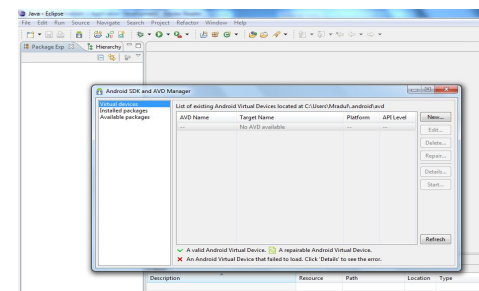 Java - Eclipse
File Edit Run Source Navigate Search Project Refactor Window Help
Package Exp Hierarchy
Android SDK and AVD Manager
Virtual devices
Installed packages
Available packages
List of existing Android Virtual Devices located at C:\Users\Mradul\.android\avd
AVD Name Target Name Platform API Level
-- No AVD available -- --
New...
Edit...
Delete...
Repair...
Details...
Start...
Refresh
A valid Android Virtual Device. A repairable Android Virtual Device.
An Android Virtual Device that failed to load. Click 'Details' to see the error.
Description Resource Path Location Type